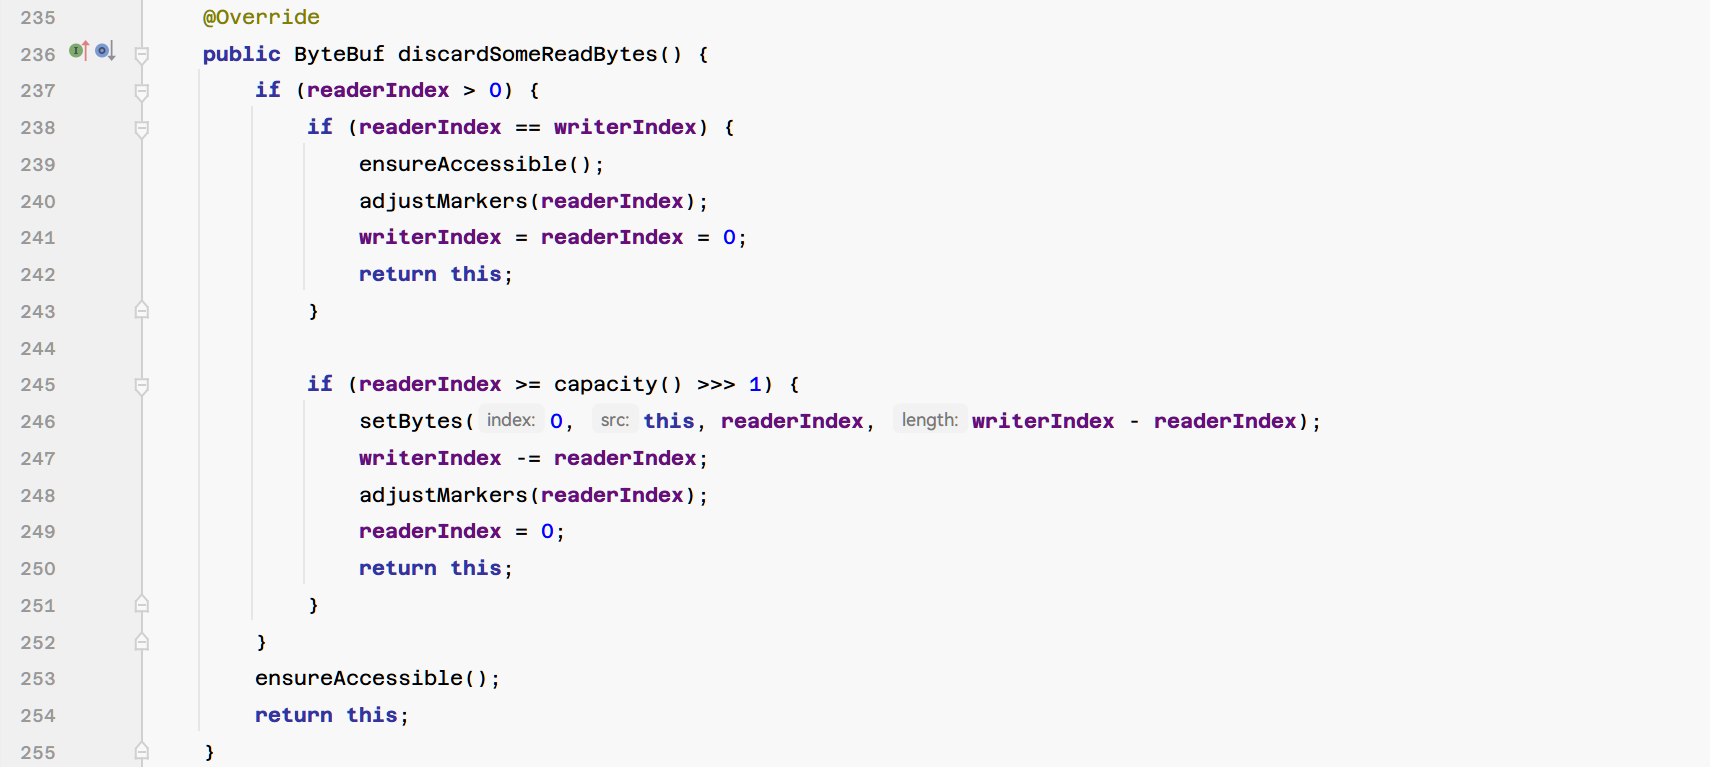 235 @Override
236 public ByteBuf discardSomeReadBytes() {
237 if (readerIndex > 0) {
238 if (readerIndex == writerIndex) {
239 ensureAccessible();
240 adjustMarkers(readerIndex);
241 writerIndex = readerIndex = 0;
242 return this;
243 }
244
245 if (readerIndex >= capacity() >>> 1) {
246 setBytes( index: 0, src: this, readerIndex, length: writerIndex - readerIndex);
247 writerIndex -= readerIndex;
248 adjustMarkers(readerIndex);
249 readerIndex = 0;
250 return this;
251 }
252 }
253 ensureAccessible();
254 return this;
255 }